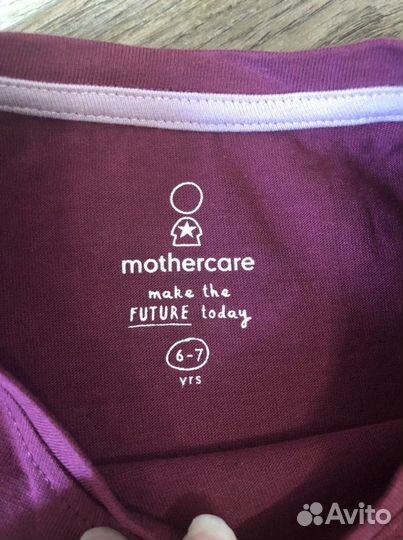 mothercare
make the
FUTURE today
6-7
yrs
Avito